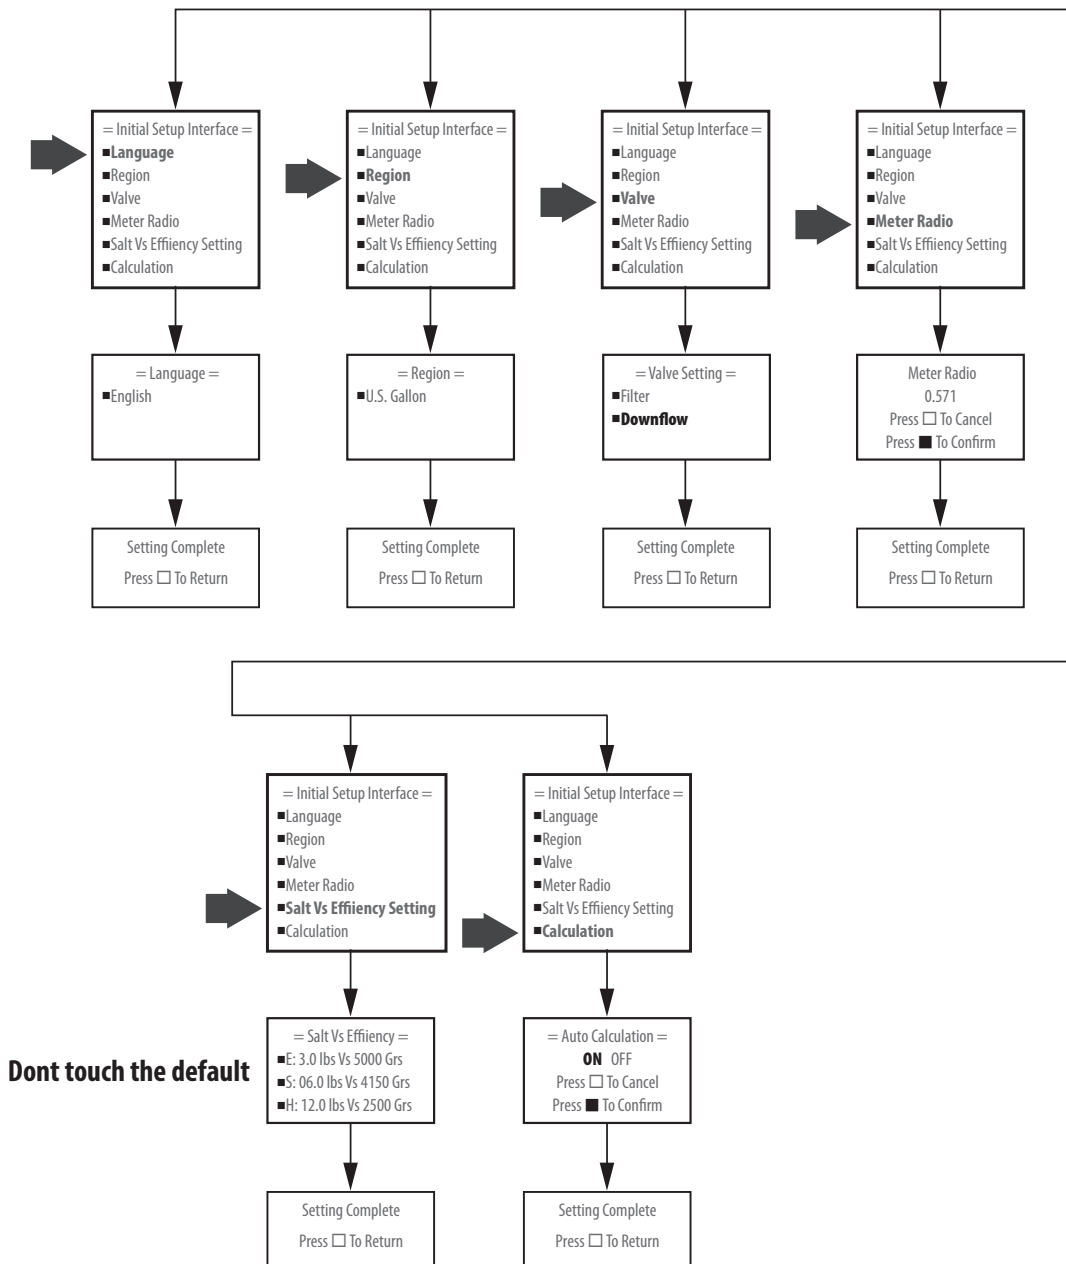 = Initial Setup Interface =
■Language
■Region
■Valve
■Meter Radio
■Salt Vs Effiiency Setting
■Calculation
= Language =
■English
Setting Complete
Press □ To Return
= Initial Setup Interface =
■Language
■Region
■Valve
■Meter Radio
■Salt Vs Effiiency Setting
■Calculation
= Region =
■U.S. Gallon
Setting Complete
Press □ To Return
= Initial Setup Interface =
■Language
■Region
■Valve
■Meter Radio
■Salt Vs Effiiency Setting
■Calculation
= Valve Setting =
■Filter
■Downflow
Setting Complete
Press □ To Return
= Initial Setup Interface =
■Language
■Region
■Valve
■Meter Radio
■Salt Vs Effiiency Setting
■Calculation
Meter Radio
0.571
Press □ To Cancel
Press ■ To Confirm
Setting Complete
Press □ To Return
= Initial Setup Interface =
■Language
■Region
■Valve
■Meter Radio
■Salt Vs Effiiency Setting
■Calculation
Dont touch the default
= Salt Vs Effiiency =
■E: 3.0 lbs Vs 5000 Grs
■S: 06.0 lbs Vs 4150 Grs
■H: 12.0 lbs Vs 2500 Grs
Setting Complete
Press □ To Return
= Initial Setup Interface =
■Language
■Region
■Valve
■Meter Radio
■Salt Vs Effiiency Setting
■Calculation
= Auto Calculation =
ON OFF
Press □ To Cancel
Press ■ To Confirm
Setting Complete
Press □ To Return